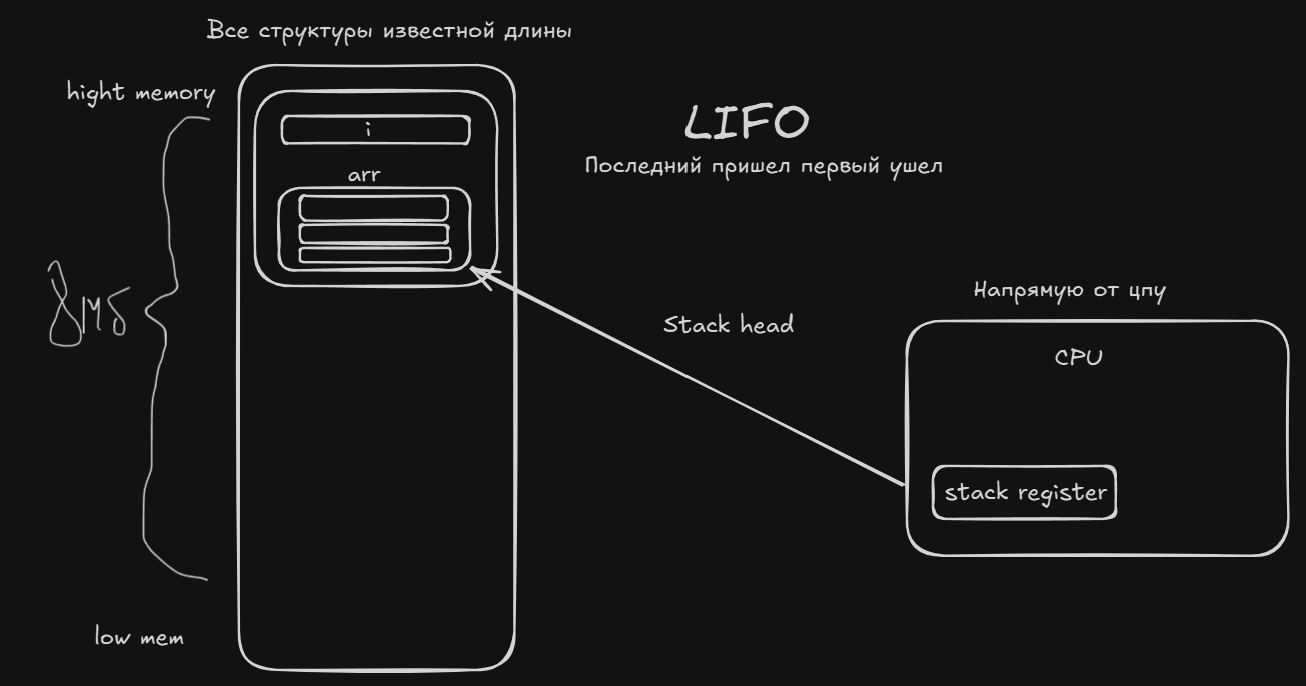 Все структуры известной длины
hight memory
i
arr
LIFO
Последний пришел первый ушел
8мб
Stack head
Напрямую от цпу
CPU
stack register
low mem